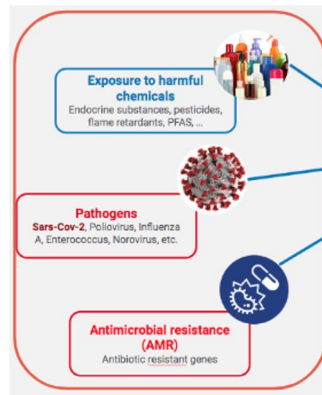 Exposure to harmful
chemicals
Endocrine substances, pesticides,
flame retardants, PFAS, ...
Pathogens
Sars-Cov-2, Poliovirus, Influenza
A, Enterococcus, Norovirus, etc.
Antimicrobial resistance
(AMR)
Antibiotic resistant genes